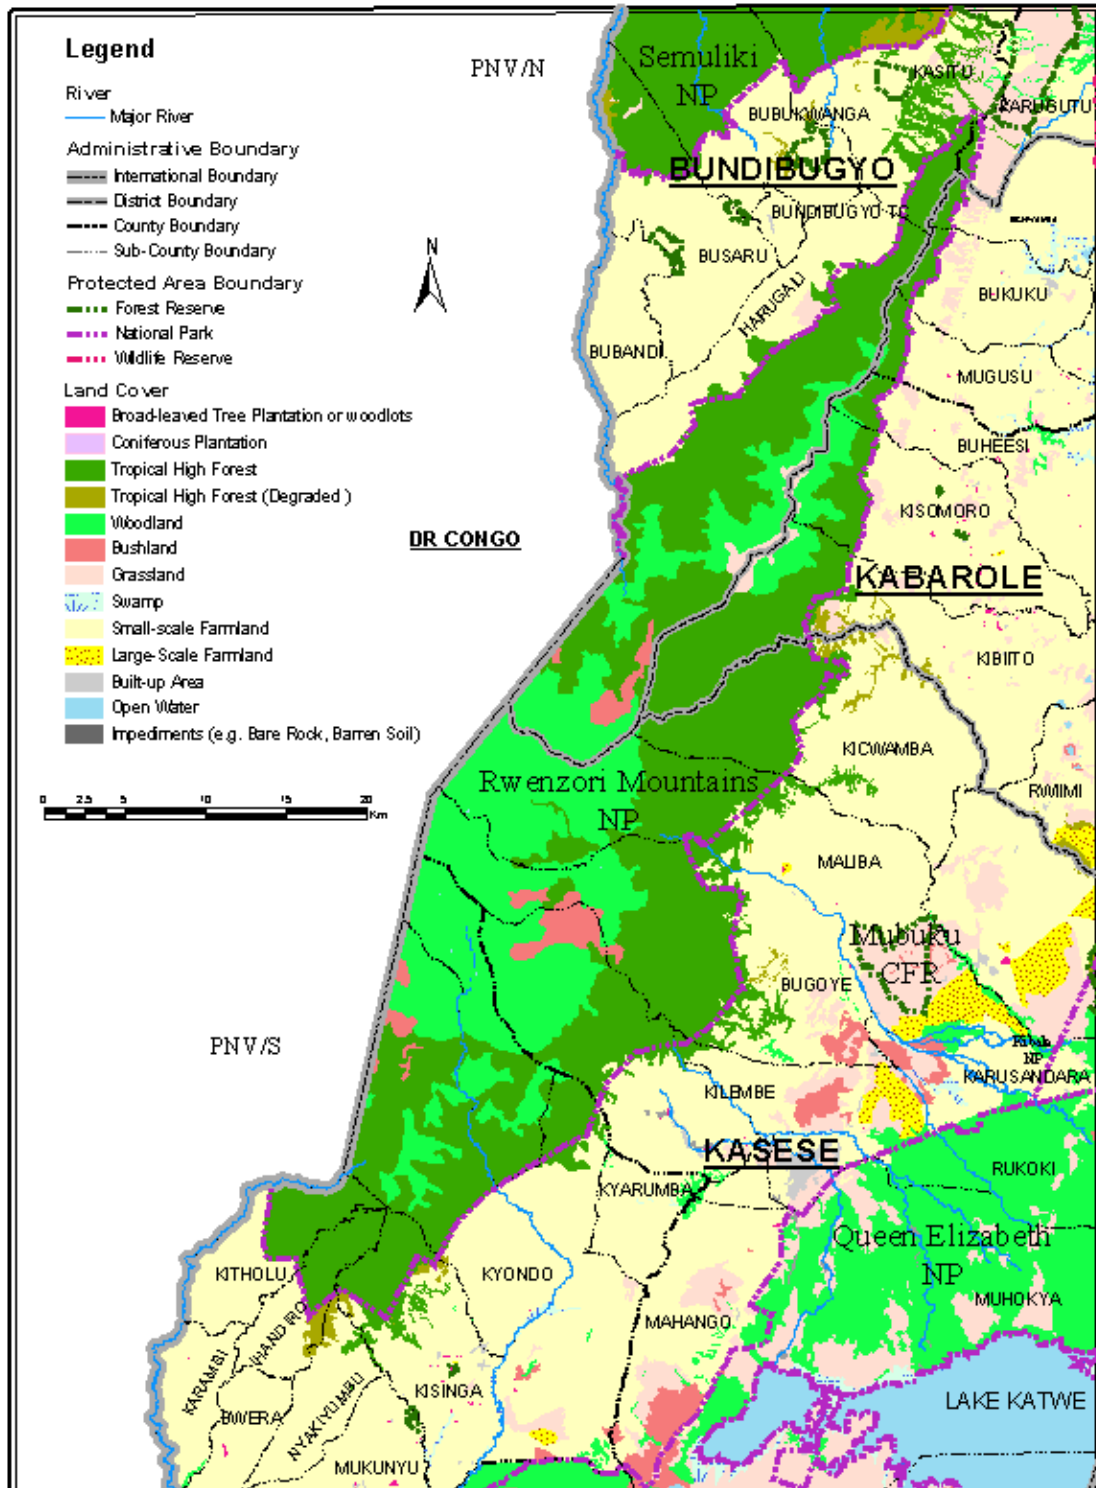 Legend
River
Major River
Administrative Boundary
International Boundary
District Boundary
County Boundary
Sub-County Boundary
Protected Area Boundary
Forest Reserve
National Park
Wildlife Reserve
Land Cover
Broad-leaved Tree Plantation or woodlots
Coniferous Plantation
Tropical High Forest
Tropical High Forest (Degraded )
Woodland
Bushland
Grassland
Swamp
Small-scale Farmland
Large-Scale Farmland
Built-up Area
Open Water
Impediments (e.g. Bare Rock, Barren Soil)
0 2.5 5 10 15 20
Km
N
PNV/N
Semuliki
NP
KASITU
KARUGUTU
BUBUKWANGA
BUNDIBUGYO
BUNDIBUGYO TC
BUSARU
HARUGALI
BUBANDI
BUKUKU
MUGUSU
BUHEESI
KISOMORO
DR CONGO
KABAROLE
KIBIITO
KICWAMBA
RWIMI
Rwenzori Mountains
NP
MALIBA
Mubuku
CFR
BUGOYE
PNV/S
NP
KARUSANDARA
KILEMBE
KASESE
RUKOKI
KYARUMBA
Queen Elizabeth
NP
KITHOLU
KYONDO
MUHOKYA
IHANDIRO
MAHANGO
KARAMBI
KISINGA
LAKE KATWE
BWERA
NYAKIYUMBU
MUKUNYU